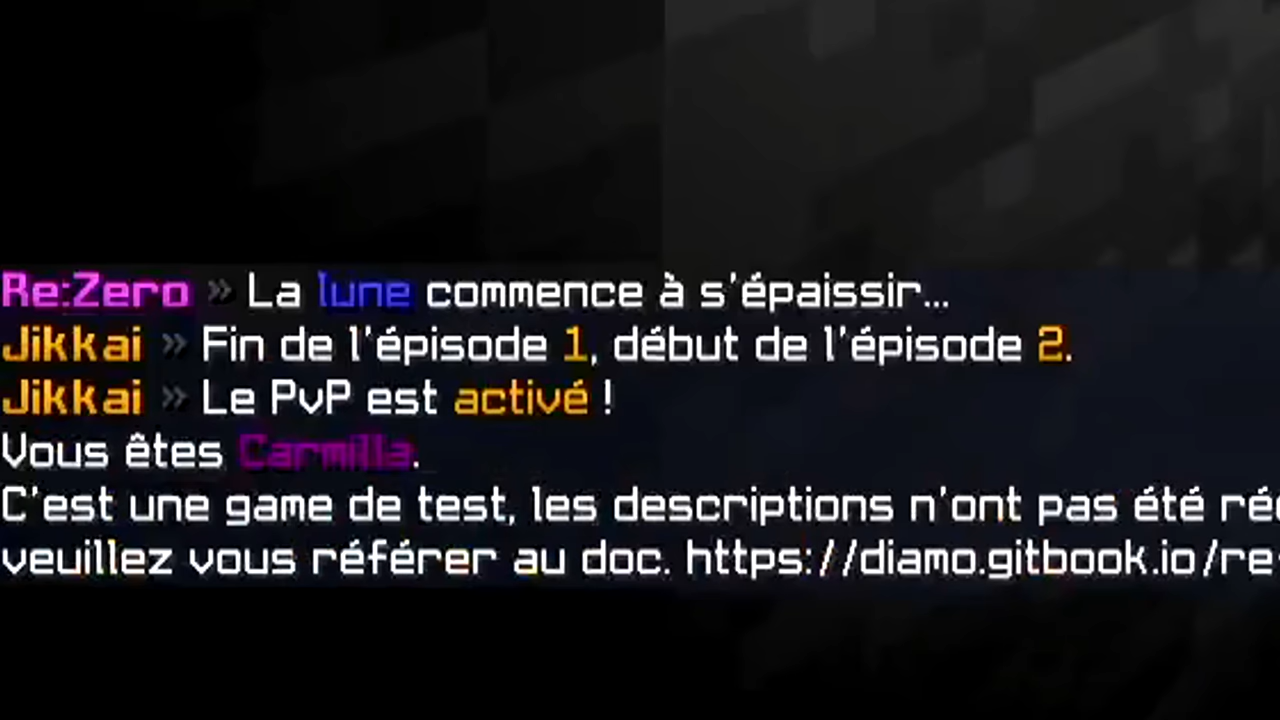 Re:Zero » La lune commence à s'épaissir...
Jikkai » Fin de l'épisode 1, début de l'épisode 2.
Jikkai » Le PvP est activé !
Vous êtes Carmilla.
C'est une game de test, les descriptions n'ont pas été
veuillez vous référer au doc. https://diamo.gitbook.io/re